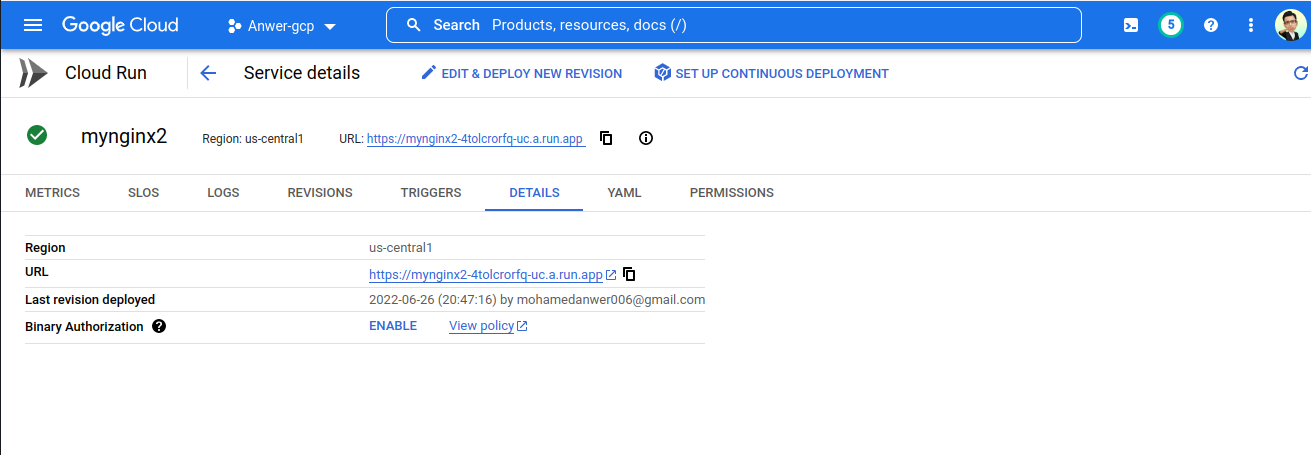 Google Cloud Anwer-gcp Search Products, resources, docs (/) 5 ?
Cloud Run Service details EDIT & DEPLOY NEW REVISION SET UP CONTINUOUS DEPLOYMENT
mynginx2 Region: us-central1 URL: https://mynginx2-4tolcrorfq-uc.a.run.app
METRICS SLOS LOGS REVISIONS TRIGGERS DETAILS YAML PERMISSIONS
Region us-central1
URL https://mynginx2-4tolcrorfq-uc.a.run.app
Last revision deployed 2022-06-26 (20:47:16) by mohamedanwer006@gmail.com
Binary Authorization ? ENABLE View policy